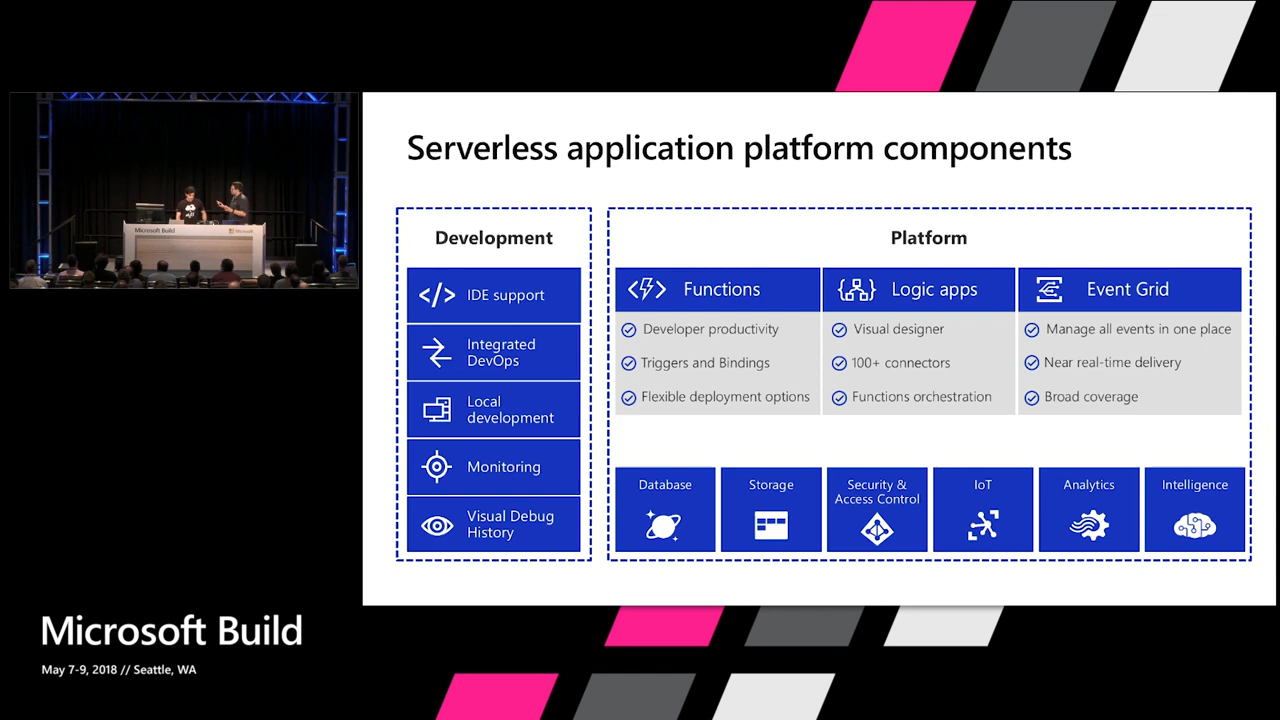 Serverless application platform components
Development
IDE support
Integrated
DevOps
Local
development
Monitoring
Visual Debug
History
Platform
Functions
Developer productivity
Triggers and Bindings
Flexible deployment options
Logic apps
Visual designer
100+ connectors
Functions orchestration
Event Grid
Manage all events in one place
Near real-time delivery
Broad coverage
Database
Storage
Security &
Access Control
IoT
Analytics
Intelligence
Microsoft Build
Microsoft
Microsoft Build
May 7-9, 2018 // Seattle, WA